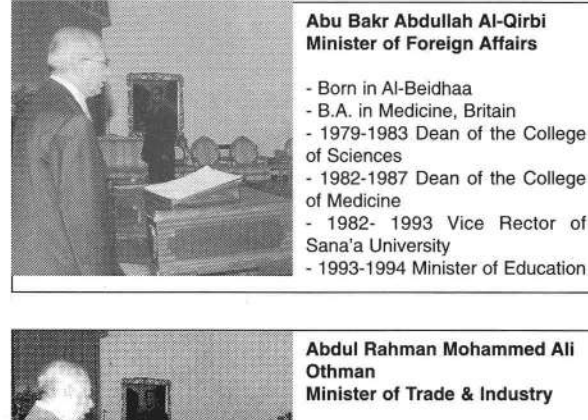 Abu Bakr Abdullah Al-Qirbi
Minister of Foreign Affairs
- Born in Al-Beidhaa
- B.A. in Medicine, Britain
- 1979-1983 Dean of the College
of Sciences
- 1982-1987 Dean of the College
of Medicine
- 1982- 1993 Vice Rector of
Sana'a University
- 1993-1994 Minister of Education
Abdul Rahman Mohammed Ali
Othman
Minister of Trade & Industry